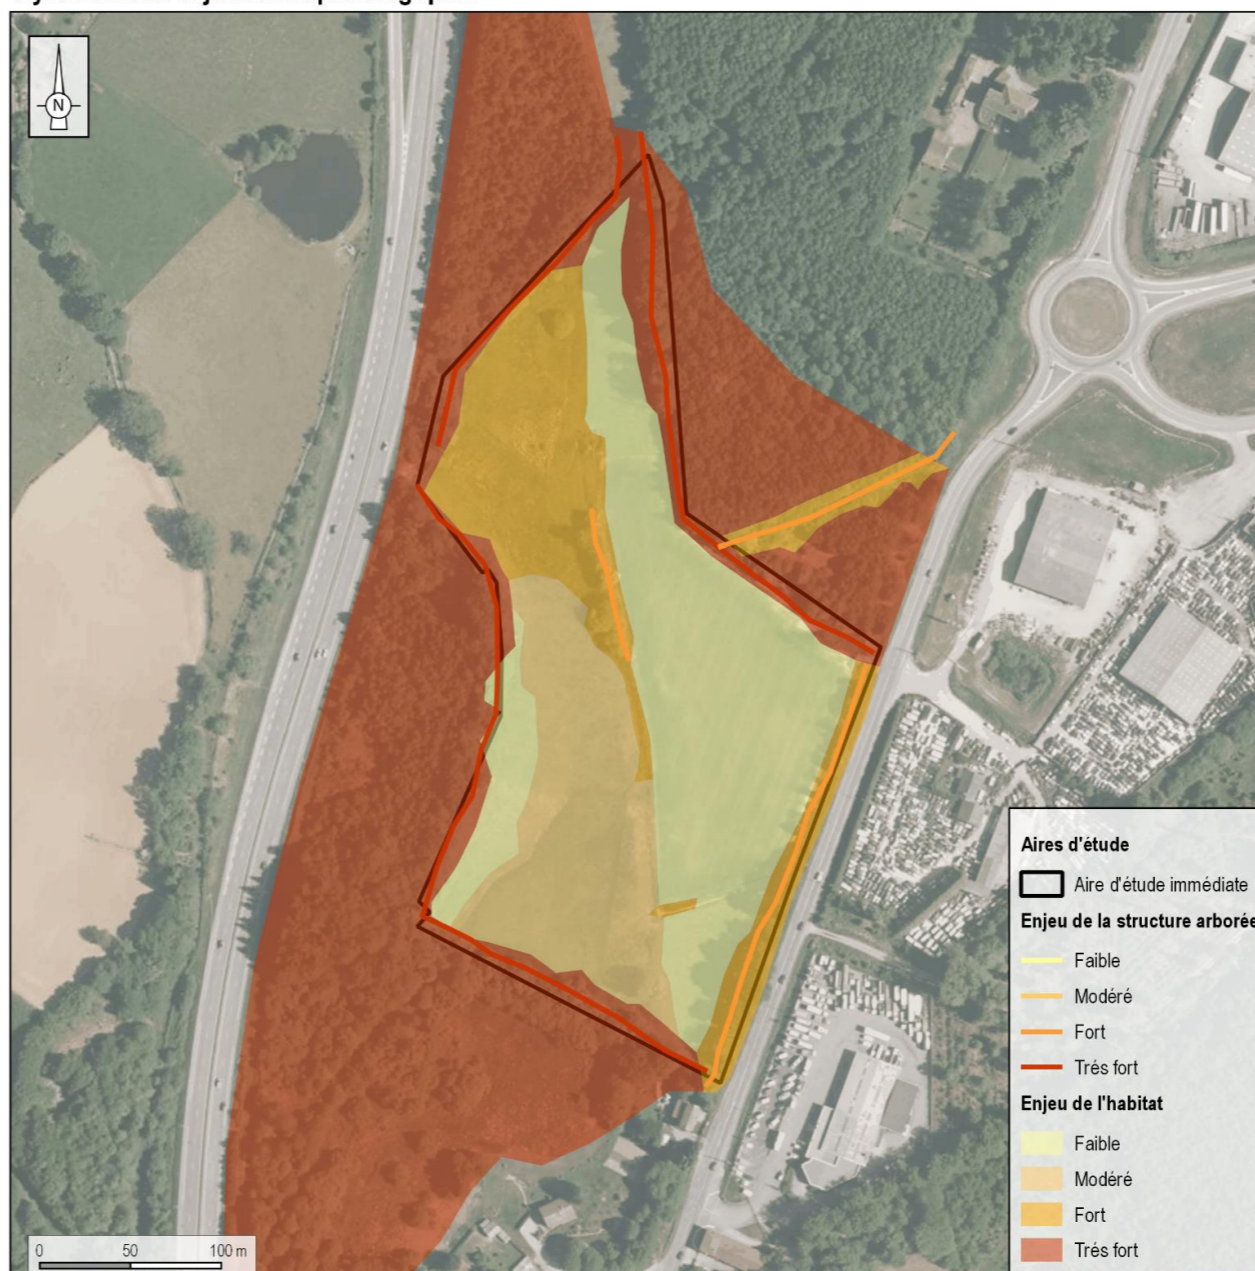 N
Aires d'étude
Aire d'étude immédiate
Enjeu de la structure arborée
Faible
Modéré
Fort
Trés fort
Enjeu de l'habitat
Faible
Modéré
Fort
Trés fort
0 50 100 m